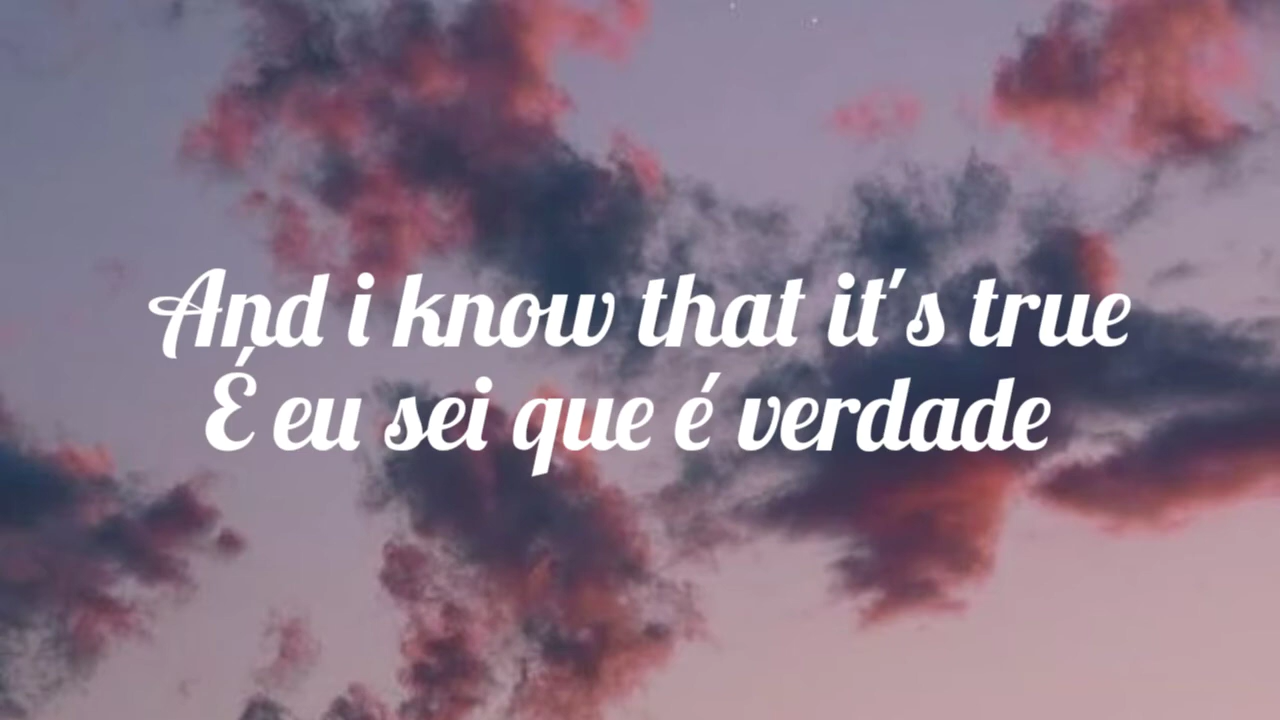 And i know that it's true
É eu sei que é verdade